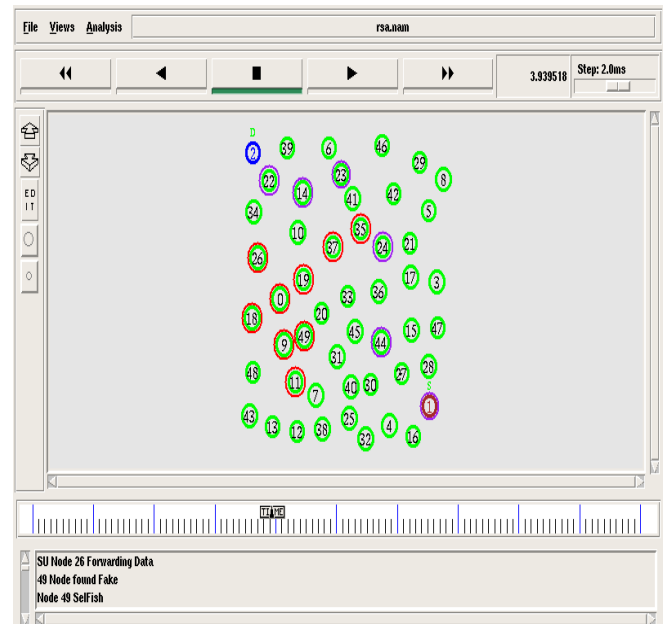 File Views Analysis rsa.nam
3.939518 Step: 2.0ms
E D
I T
D
2 39 6 46
29
22 14 23 8
41 42
34 5
10 35
37 24 21
26
19 17 3
0 33 36
18 20
49 45 15 47
9 44
31
48 11 27 28
7 40 30 S
1
43 25
13 12 38 4
32 16
TIME
SU Node 26 Forwarding Data
49 Node found Fake
Node 49 SelFish